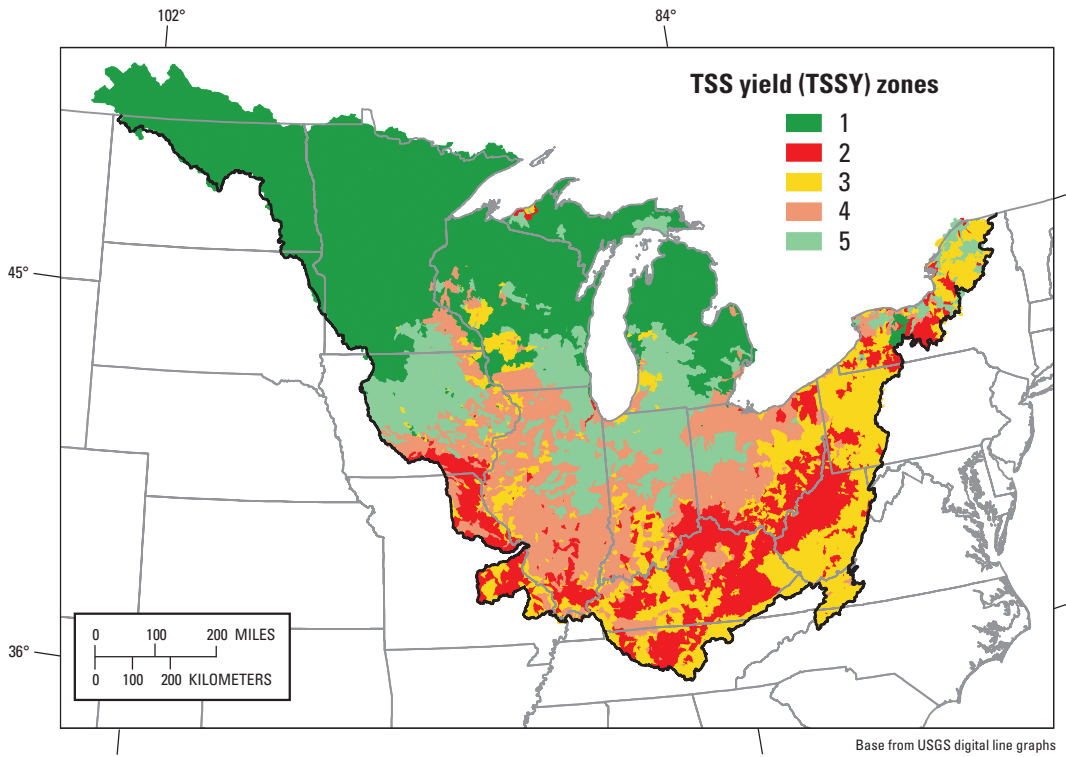 102°
84°
TSS yield (TSSY) zones
1
2
3
4
5
45°
36°
0 100 200 MILES
0 100 200 KILOMETERS
Base from USGS digital line graphs